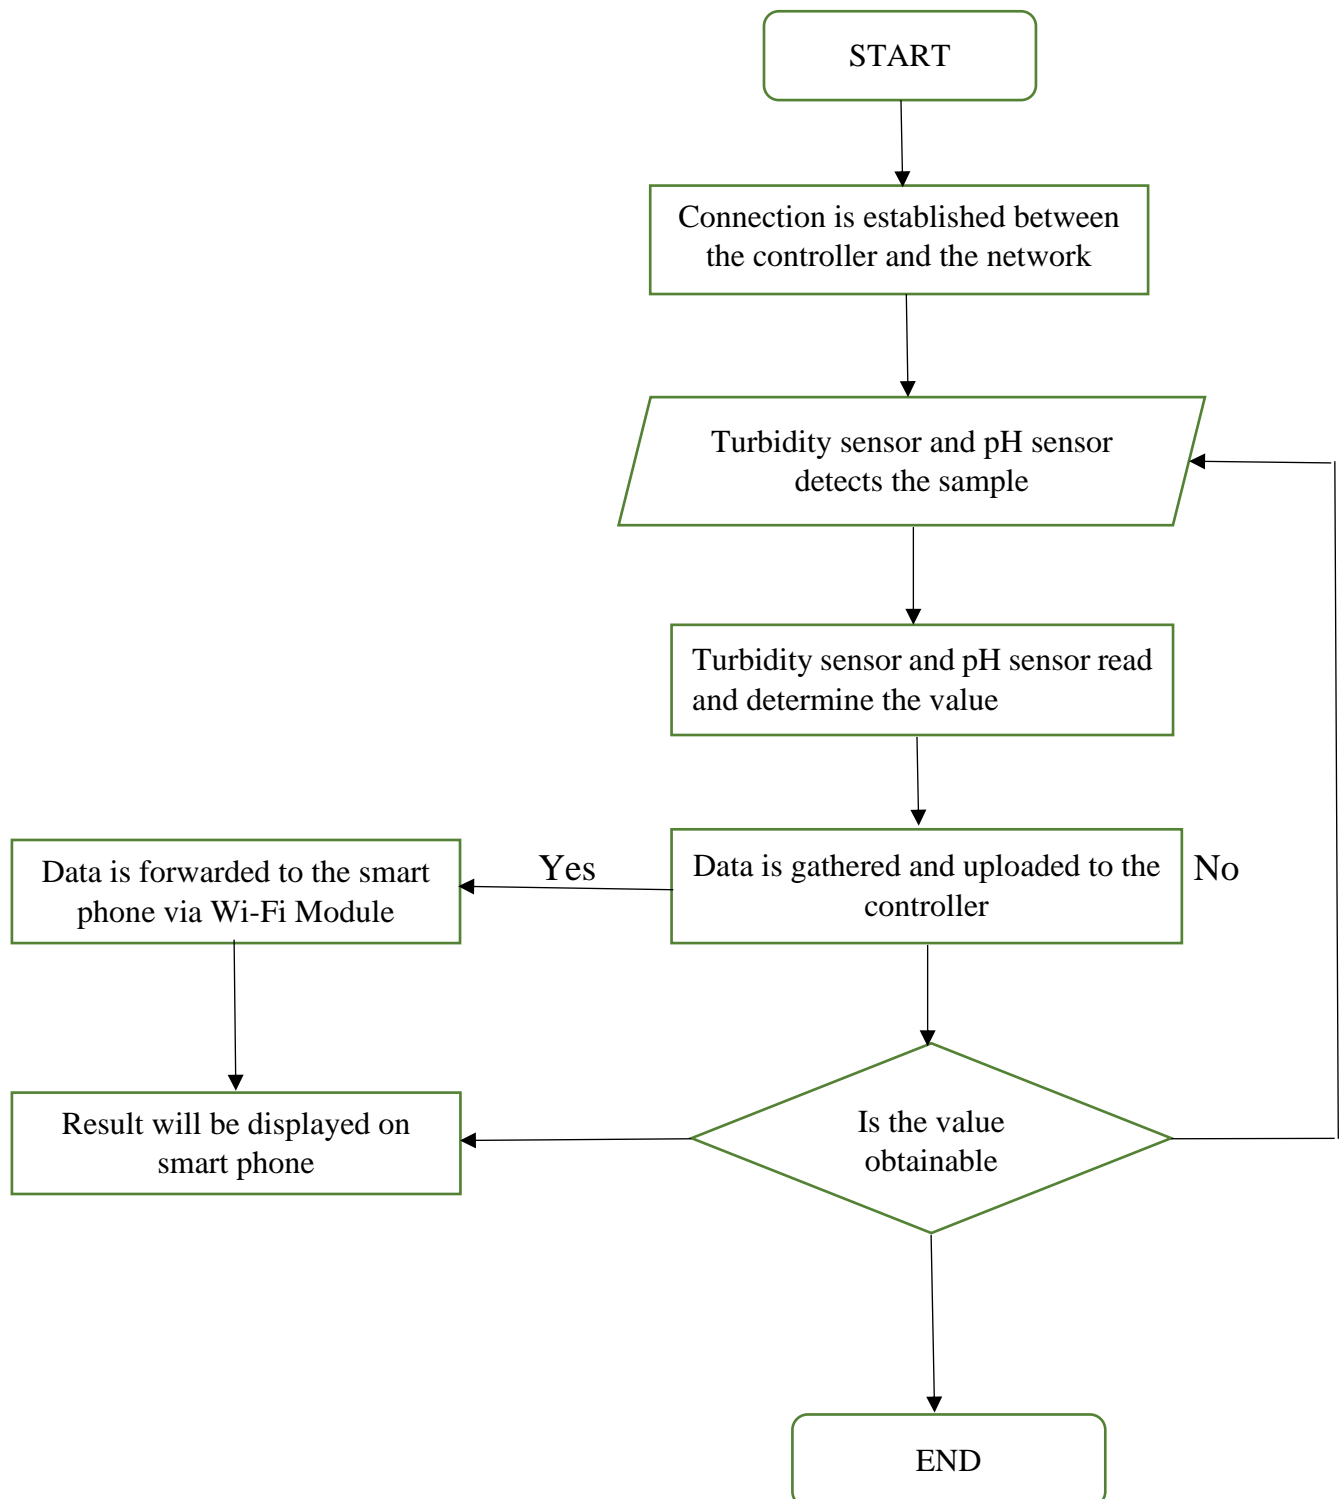 START
Connection is established between
the controller and the network
Turbidity sensor and pH sensor
detects the sample
Turbidity sensor and pH sensor read
and determine the value
Data is forwarded to the smart
phone via Wi-Fi Module
Yes
Data is gathered and uploaded to the
controller
No
Result will be displayed on
smart phone
Is the value
obtainable
END